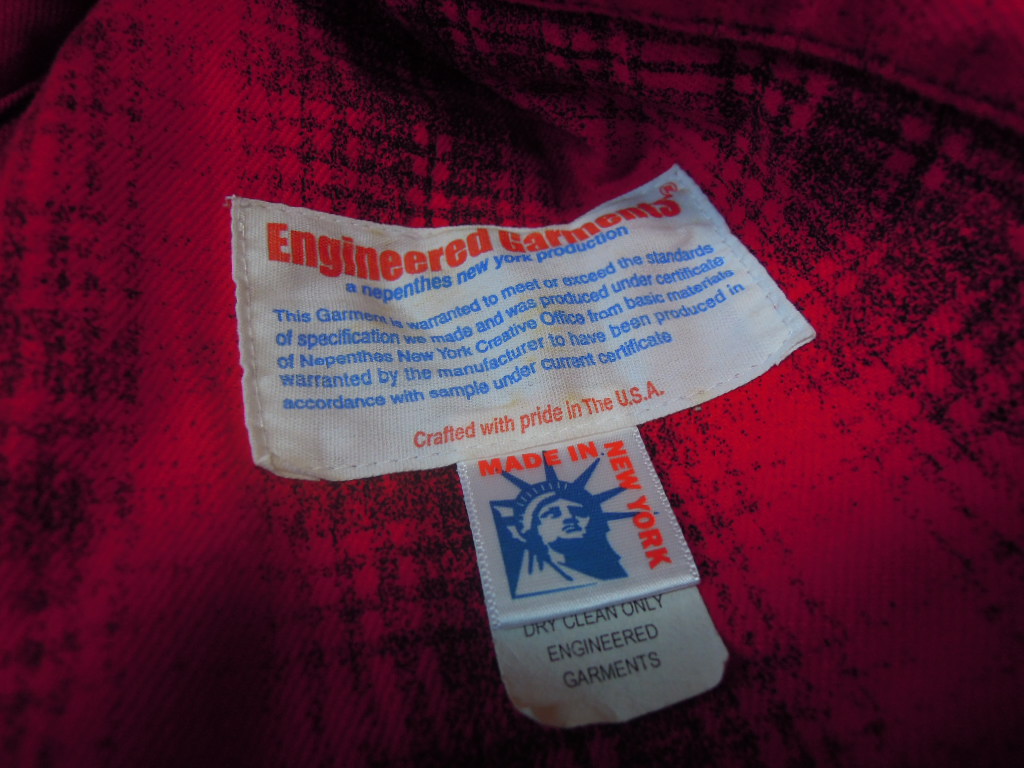 Engineered Garments®
a nepenthes new york production
This Garment is warranted to meet or exceed the standards
of specification we made and was produced under certificate
of Nepenthes New York Creative Office from basic materials
warranted by the manufacturer to have been produced in
accordance with sample under current certificate
Crafted with pride in The U.S.A.
MADE IN
NEW YORK
DRY CLEAN ONLY
ENGINEERED
GARMENTS